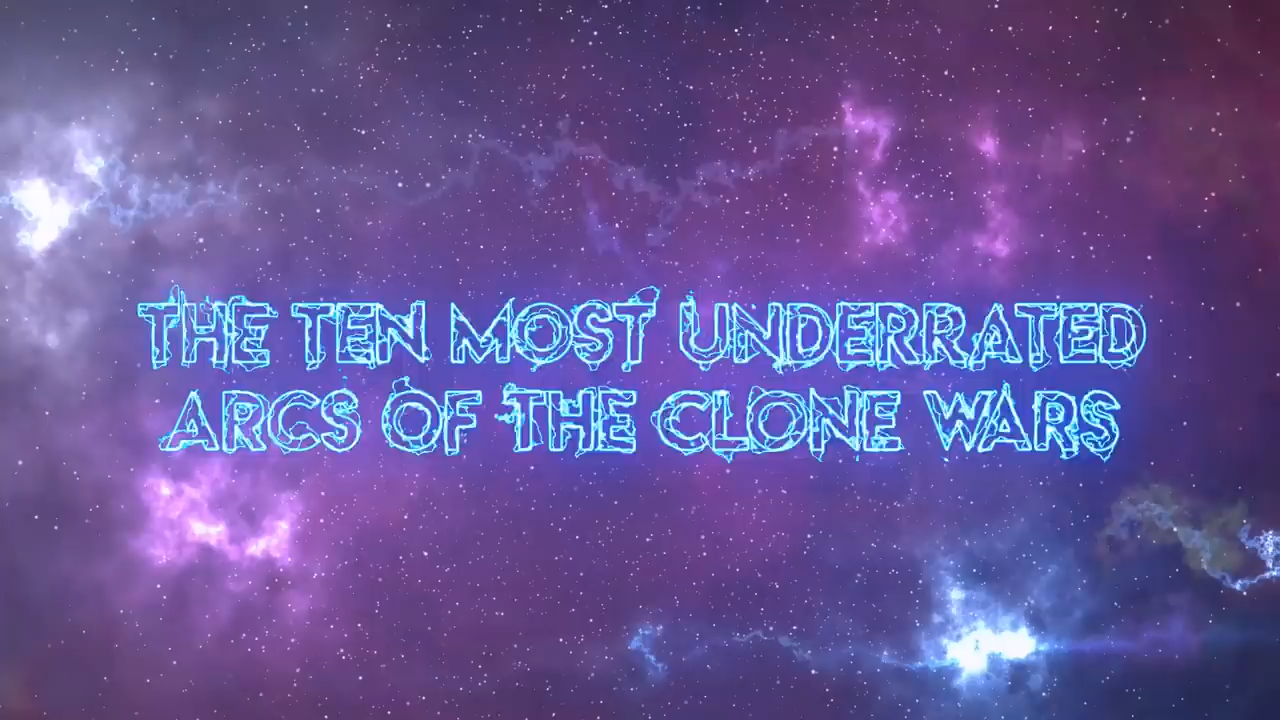 THE TEN MOST UNDERRATED
ARCS OF THE CLONE WARS